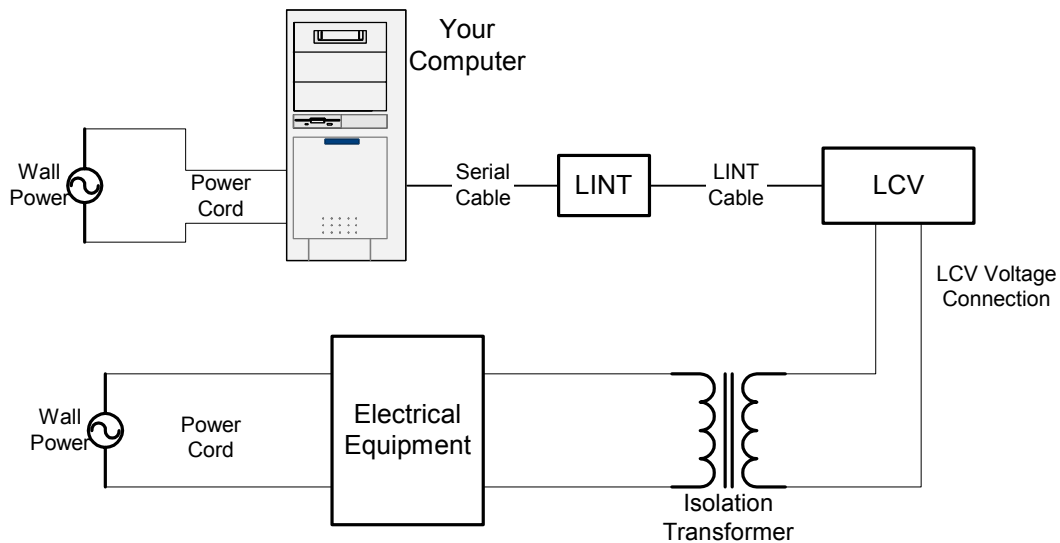 Your
Computer
Wall
Power
Power
Cord
Serial
Cable
LINT
LINT
Cable
LCV
LCV Voltage
Connection
Wall
Power
Power
Cord
Electrical
Equipment
Isolation
Transformer